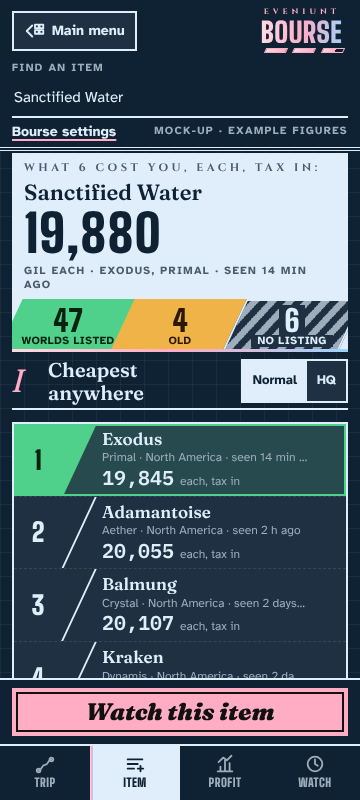 Main menu
EVENIUNT
BOURSE
FIND AN ITEM
Sanctified Water
Bourse settings
MOCK-UP · EXAMPLE FIGURES
WHAT 6 COST YOU, EACH, TAX IN:
Sanctified Water
19,880
GIL EACH · EXODUS, PRIMAL · SEEN 14 MIN
AGO
47
WORLDS LISTED
4
OLD
6
NO LISTING
I
Cheapest
anywhere
Normal
HQ
1
Exodus
Primal · North America · seen 14 min ...
19,845 each, tax in
2
Adamantoise
Aether · North America · seen 2 h ago
20,055 each, tax in
3
Balmung
Crystal · North America · seen 2 days...
20,107 each, tax in
4
Kraken
Dynamis · North America · seen 2 da
Watch this item
TRIP
ITEM
PROFIT
WATCH